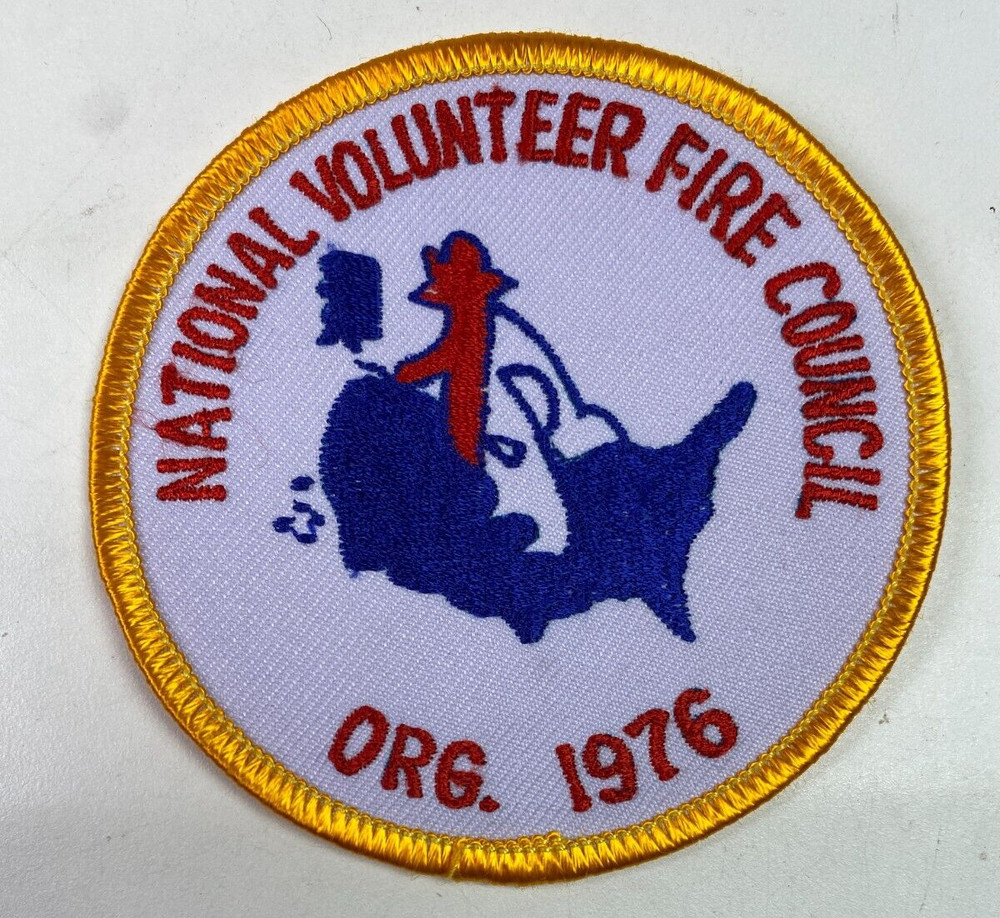 NATIONAL VOLUNTEER FIRE COUNCIL
ORG. 1976